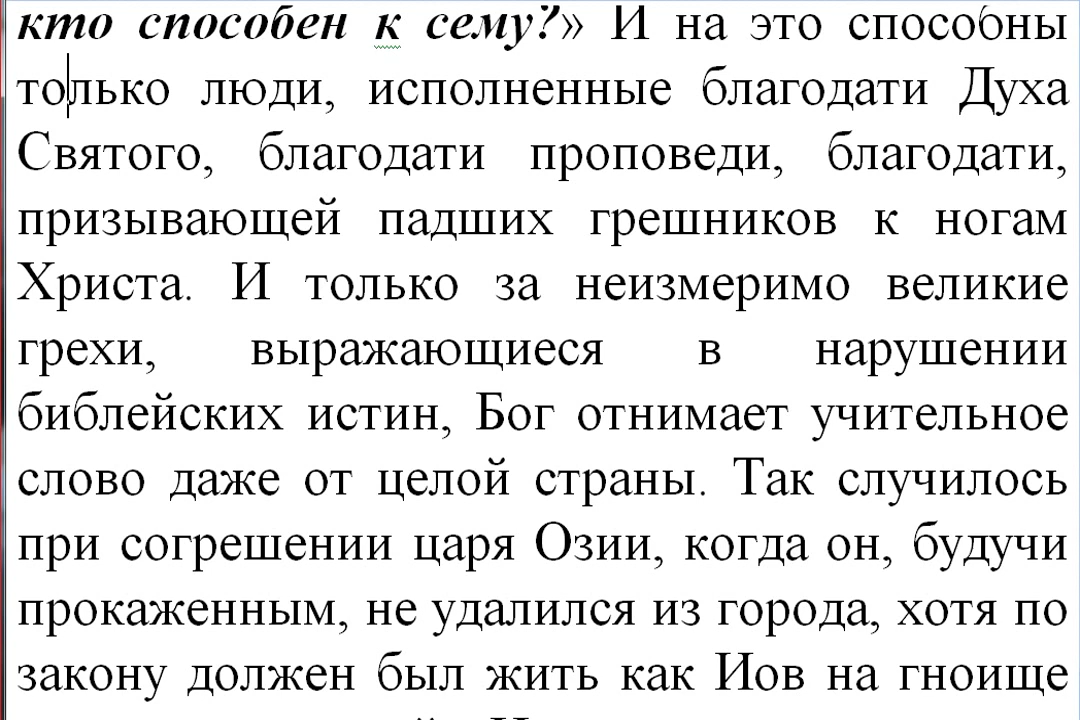 кто способен к сему?» И на это способны
только люди, исполненные благодати Духа
Святого, благодати проповеди, благодати,
призывающей падших грешников к ногам
Христа. И только за неизмеримо великие
грехи, выражающиеся в нарушении
библейских истин, Бог отнимает учительное
слово даже от целой страны. Так случилось
при согрешении царя Озии, когда он, будучи
прокаженным, не удалился из города, хотя по
закону должен был жить как Иов на гноище